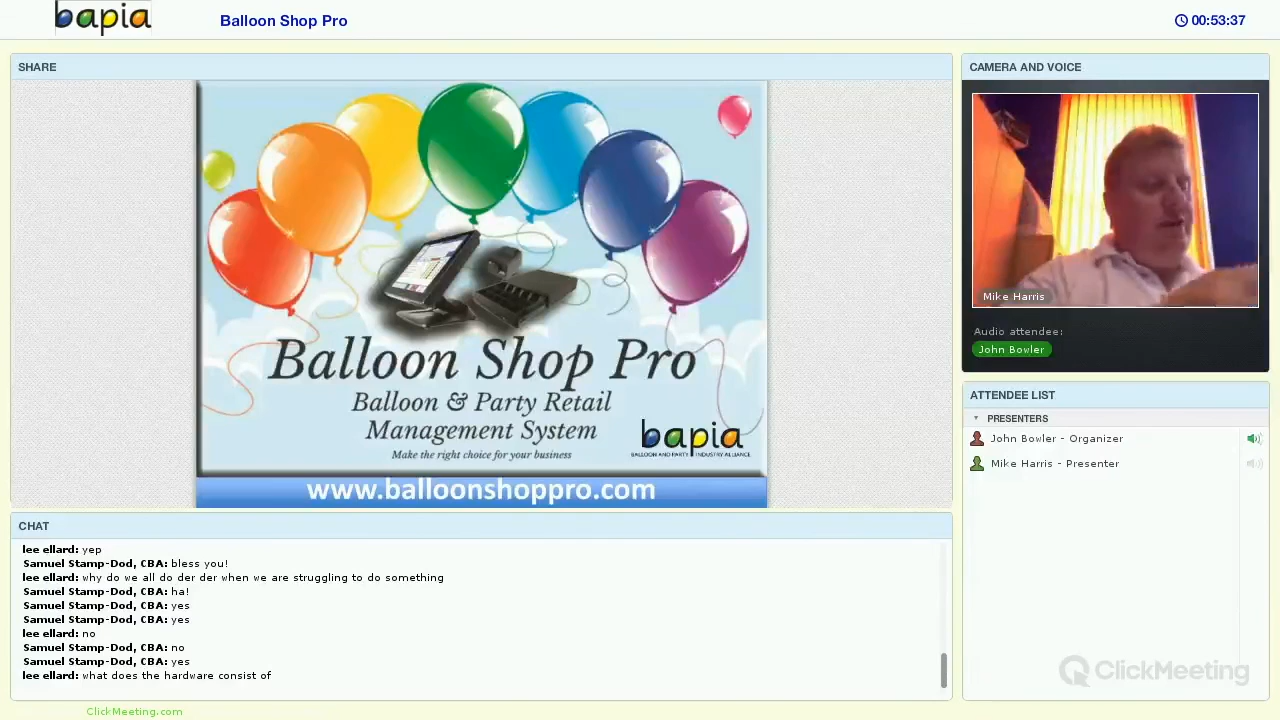 bapia
Balloon Shop Pro
00:53:37
SHARE
Balloon Shop Pro
Balloon & Party Retail
Management System
Make the right choice for your business
bapia
BALLOON AND PARTY INDUSTRY ALLIANCE
www.balloonshoppro.com
CAMERA AND VOICE
Mike Harris
Audio attendee:
John Bowler
ATTENDEE LIST
PRESENTERS
John Bowler - Organizer
Mike Harris - Presenter
CHAT
lee ellard: yep
Samuel Stamp-Dod, CBA: bless you!
lee ellard: why do we all do der der when we are struggling to do something
Samuel Stamp-Dod, CBA: ha!
Samuel Stamp-Dod, CBA: yes
Samuel Stamp-Dod, CBA: yes
lee ellard: no
Samuel Stamp-Dod, CBA: no
Samuel Stamp-Dod, CBA: yes
lee ellard: what does the hardware consist of
ClickMeeting
ClickMeeting.com